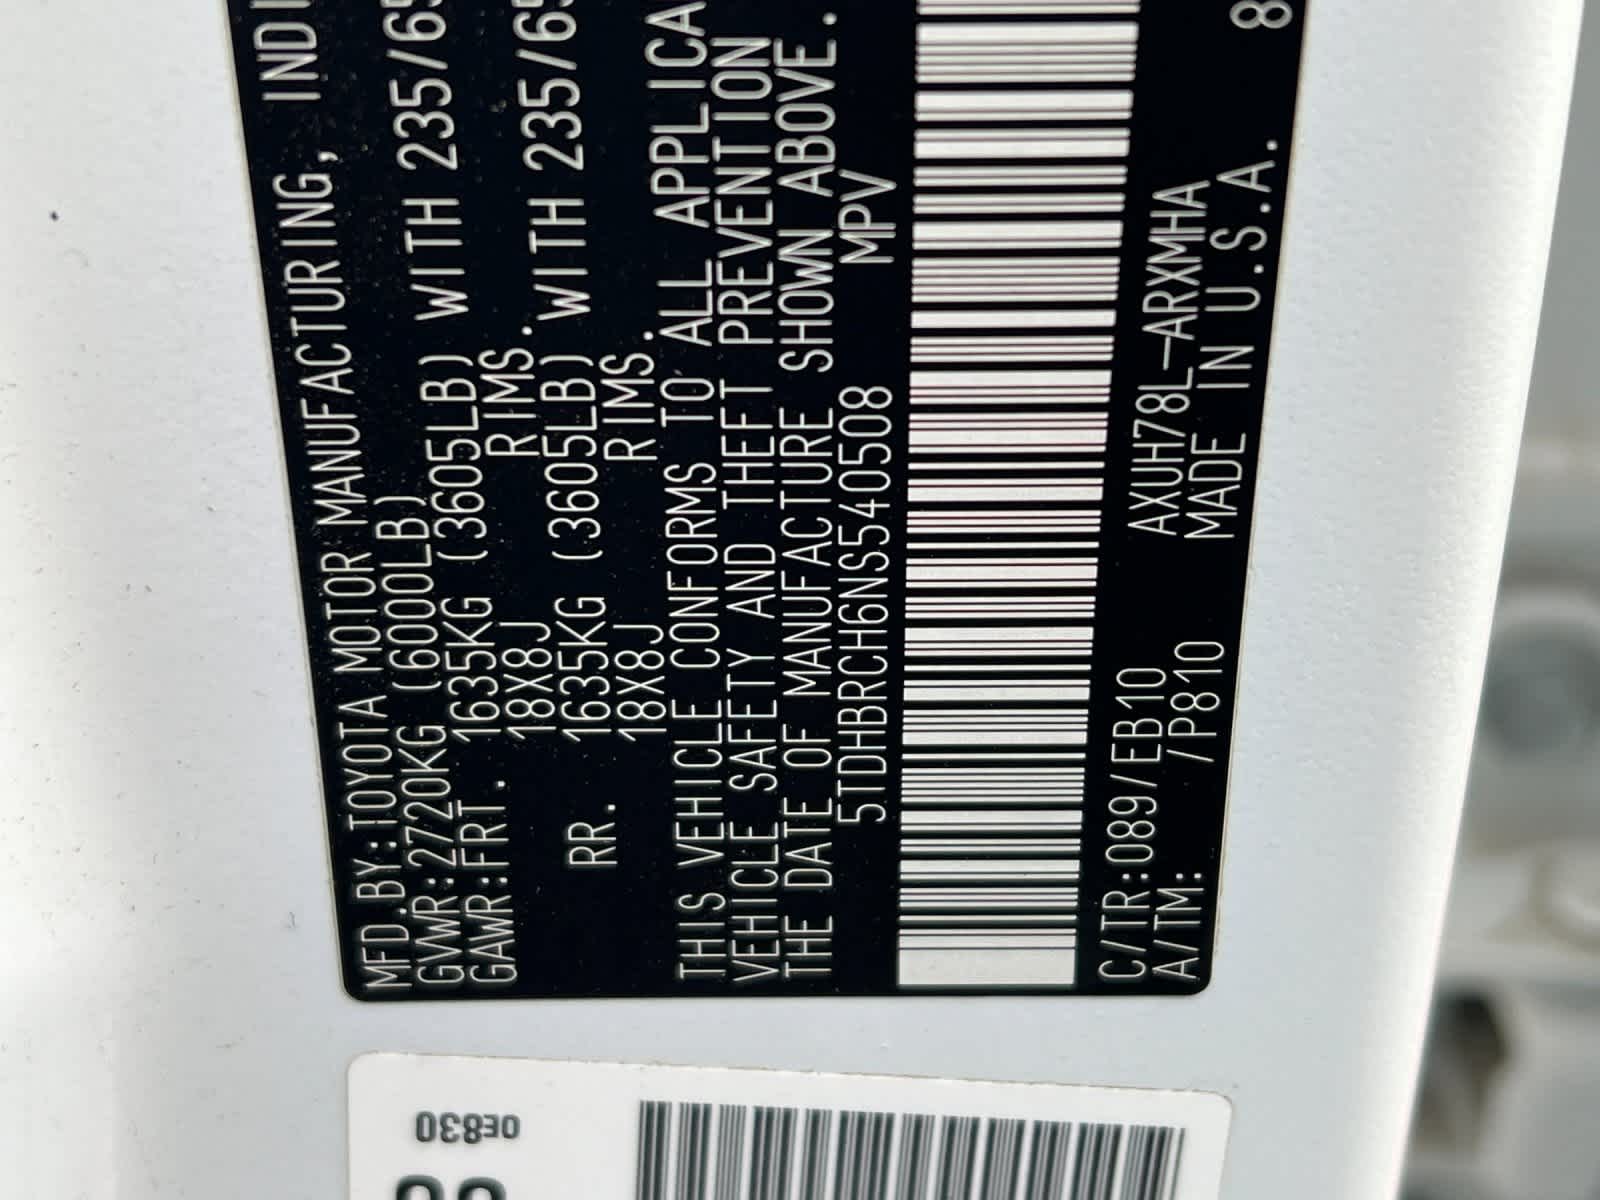 MFD.BY:TOYOTA MOTOR MANUFACTURING, INDI
GVWR:2720KG (6000LB)
GAWR:FRT. 1635KG (3605LB) WITH 235/65
18X8J RIMS.
RR. 1635KG (3605LB) WITH 235/65
18X8J RIMS.
THIS VEHICLE CONFORMS TO ALL APPLICA
VEHICLE SAFETY AND THEFT PREVENTION
THE DATE OF MANUFACTURE SHOWN ABOVE.
5TDHBRCH6NS540508 MPV
C/TR:089/EB10 AXUH78L-ARXMHA
A/TM: /P810 MADE IN U.S.A. 8
0E830